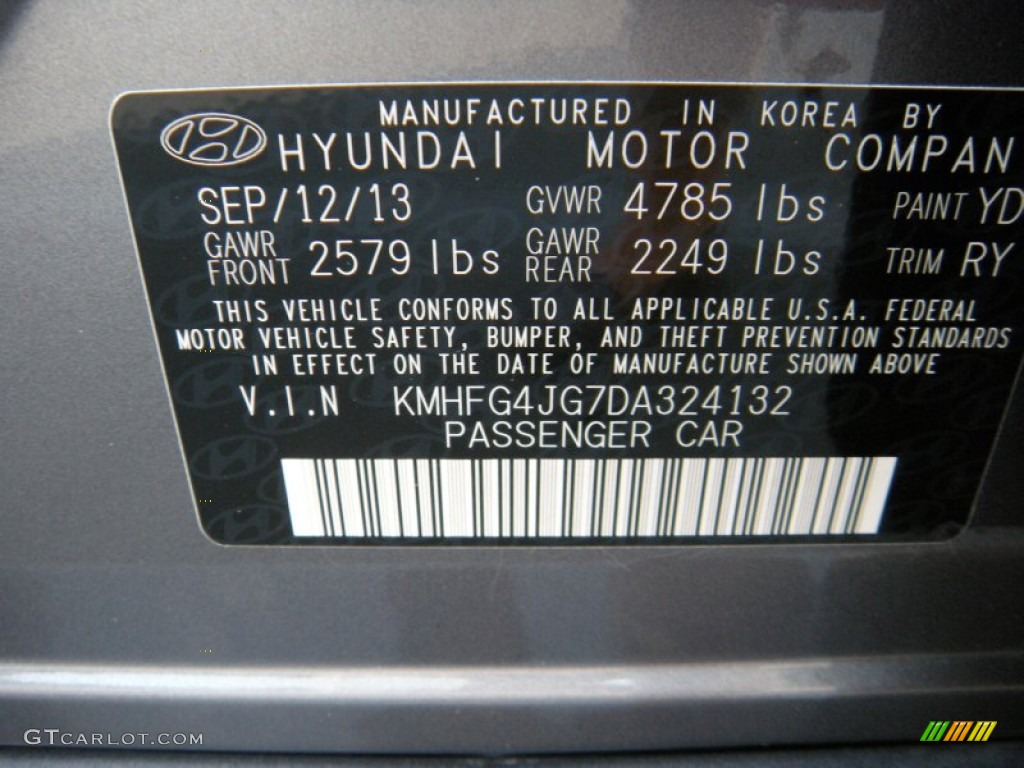 MANUFACTURED IN KOREA BY
HYUNDAI MOTOR COMPAN
SEP/12/13 GVWR 4785 lbs PAINT YD
GAWR FRONT 2579 lbs GAWR REAR 2249 lbs TRIM RY
THIS VEHICLE CONFORMS TO ALL APPLICABLE U.S.A. FEDERAL
MOTOR VEHICLE SAFETY, BUMPER, AND THEFT PREVENTION STANDARDS
IN EFFECT ON THE DATE OF MANUFACTURE SHOWN ABOVE
V.I.N KMHFG4JG7DA324132
PASSENGER CAR
GTCARLOT.COM